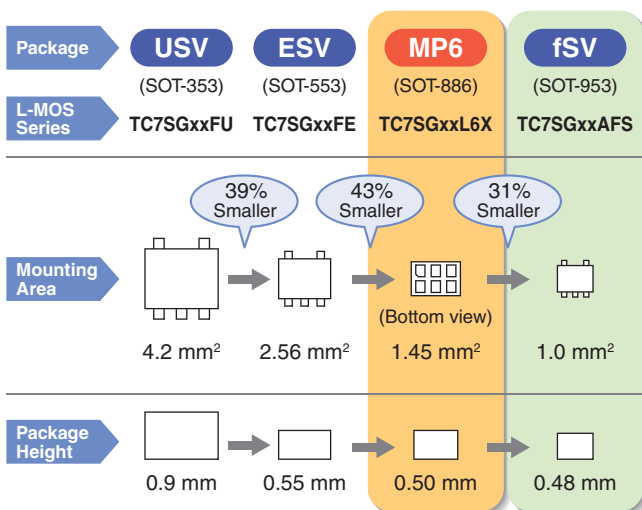 Package
USV
ESV
MP6
fSV
(SOT-353)
(SOT-553)
(SOT-886)
(SOT-953)
L-MOS
Series
TC7SGxxFU
TC7SGxxFE
TC7SGxxL6X
TC7SGxxAFS
39%
Smaller
43%
Smaller
31%
Smaller
Mounting
Area
(Bottom view)
4.2 mm²
2.56 mm²
1.45 mm²
1.0 mm²
Package
Height
0.9 mm
0.55 mm
0.50 mm
0.48 mm